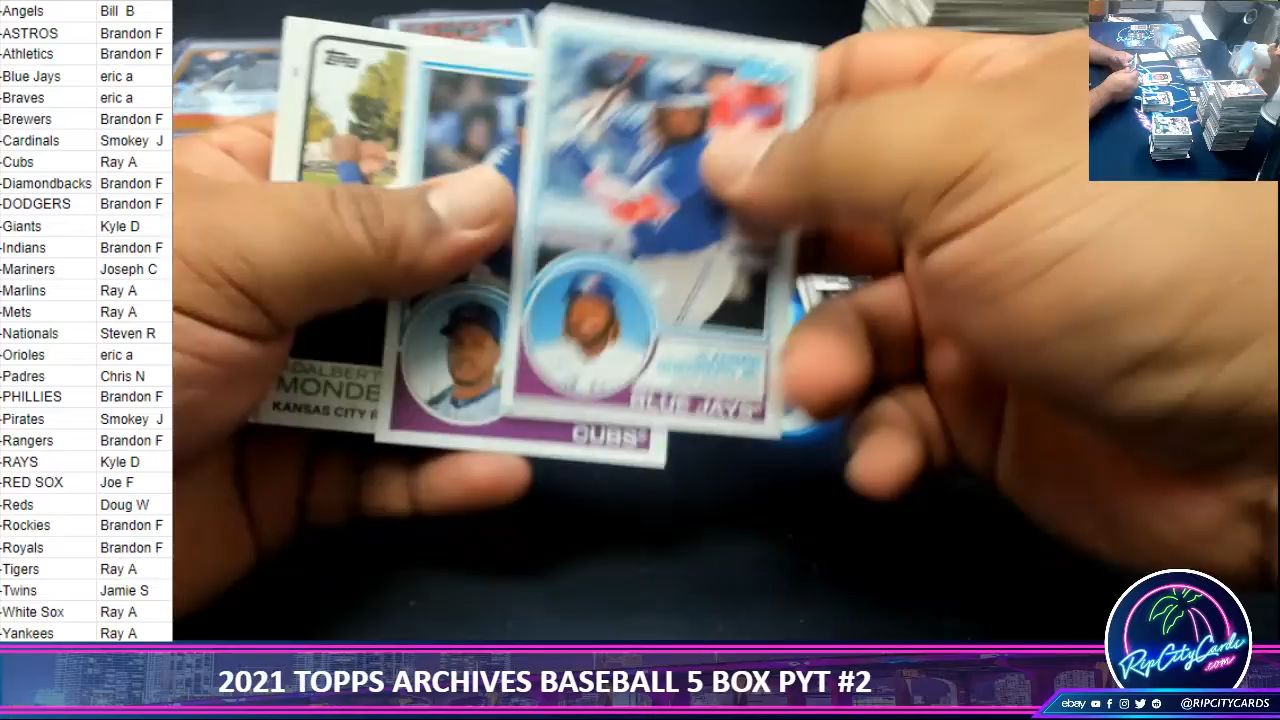 -Angels Bill B
-ASTROS Brandon F
-Athletics Brandon F
-Blue Jays eric a
-Braves eric a
-Brewers Brandon F
-Cardinals Smokey J
-Cubs Ray A
-Diamondbacks Brandon F
-DODGERS Brandon F
-Giants Kyle D
-Indians Brandon F
-Mariners Joseph C
-Marlins Ray A
-Mets Ray A
-Nationals Steven R
-Orioles eric a
-Padres Chris N
-PHILLIES Brandon F
-Pirates Smokey J
-Rangers Brandon F
-RAYS Kyle D
-RED SOX Joe F
-Reds Doug W
-Rockies Brandon F
-Royals Brandon F
-Tigers Ray A
-Twins Jamie S
-White Sox Ray A
-Yankees Ray A
Topps
DALBERT
MONDE
KANSAS CITY
CUBS
BLUE JAYS
RipCityCards
.com
2021 TOPPS ARCHIVES BASEBALL 5 BOX PYT #2
ebay @RIPCITYCARDS